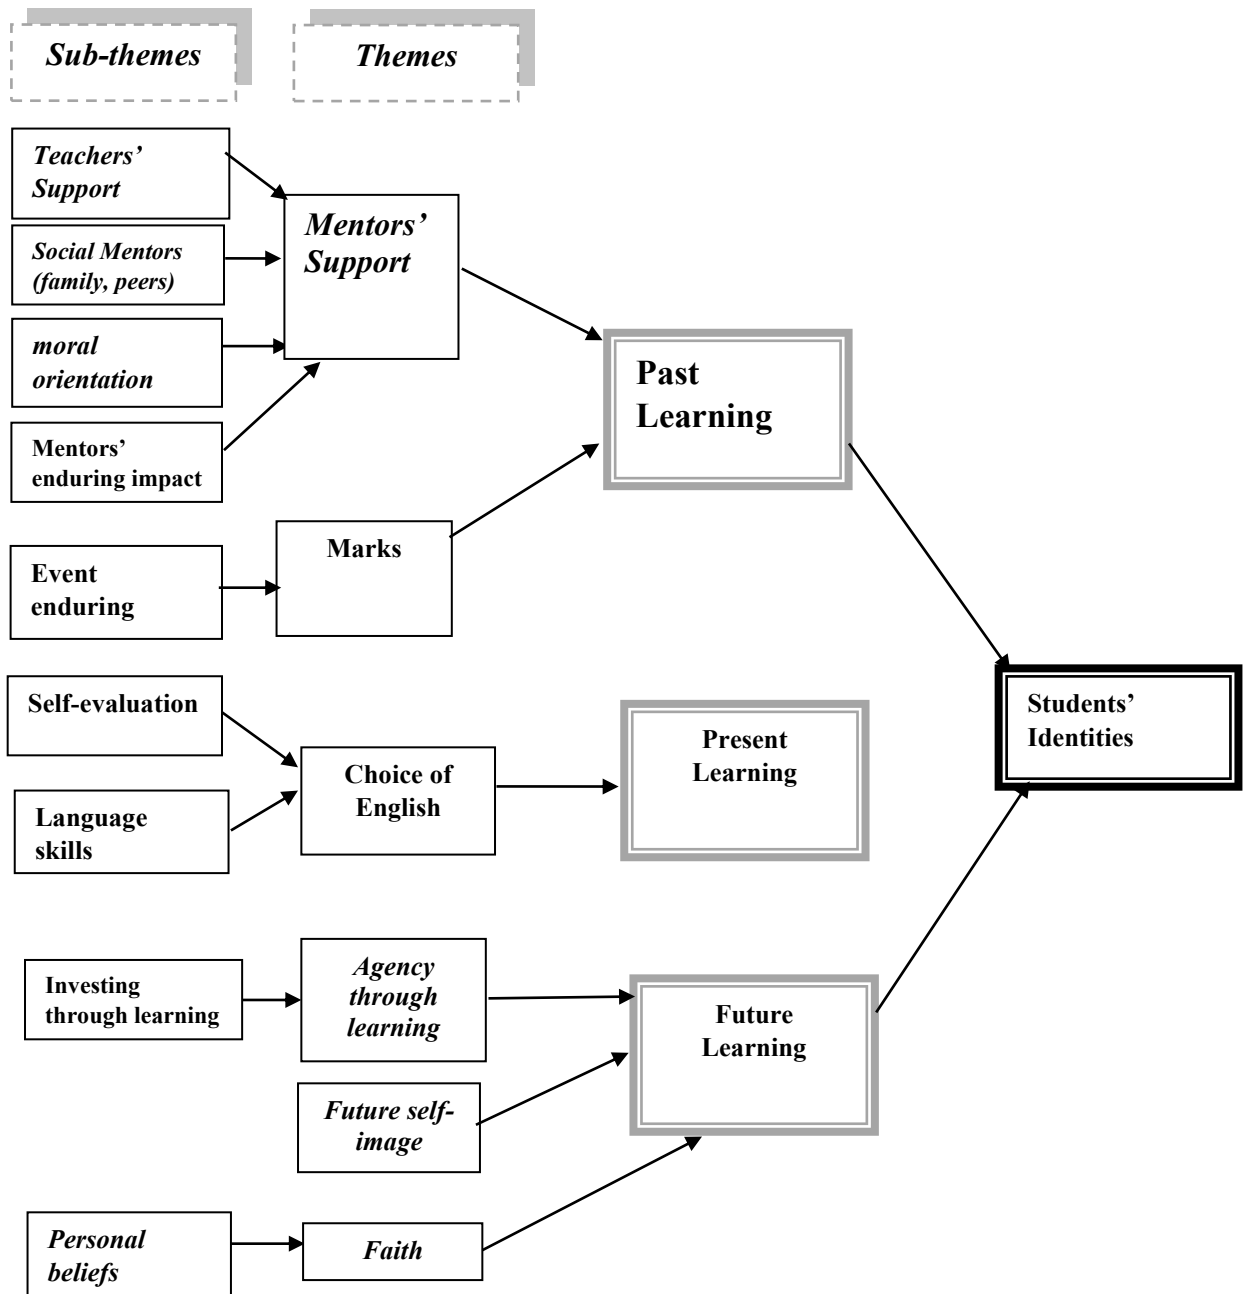 Sub-themes
Themes
Teachers’
Support
Social Mentors
(family, peers)
moral
orientation
Mentors’
enduring impact
Event
enduring
Self-evaluation
Language
skills
Investing
through learning
Personal
beliefs
Mentors’
Support
Marks
Choice of
English
Agency
through
learning
Future self-
image
Faith
Past
Learning
Present
Learning
Future
Learning
Students’
Identities